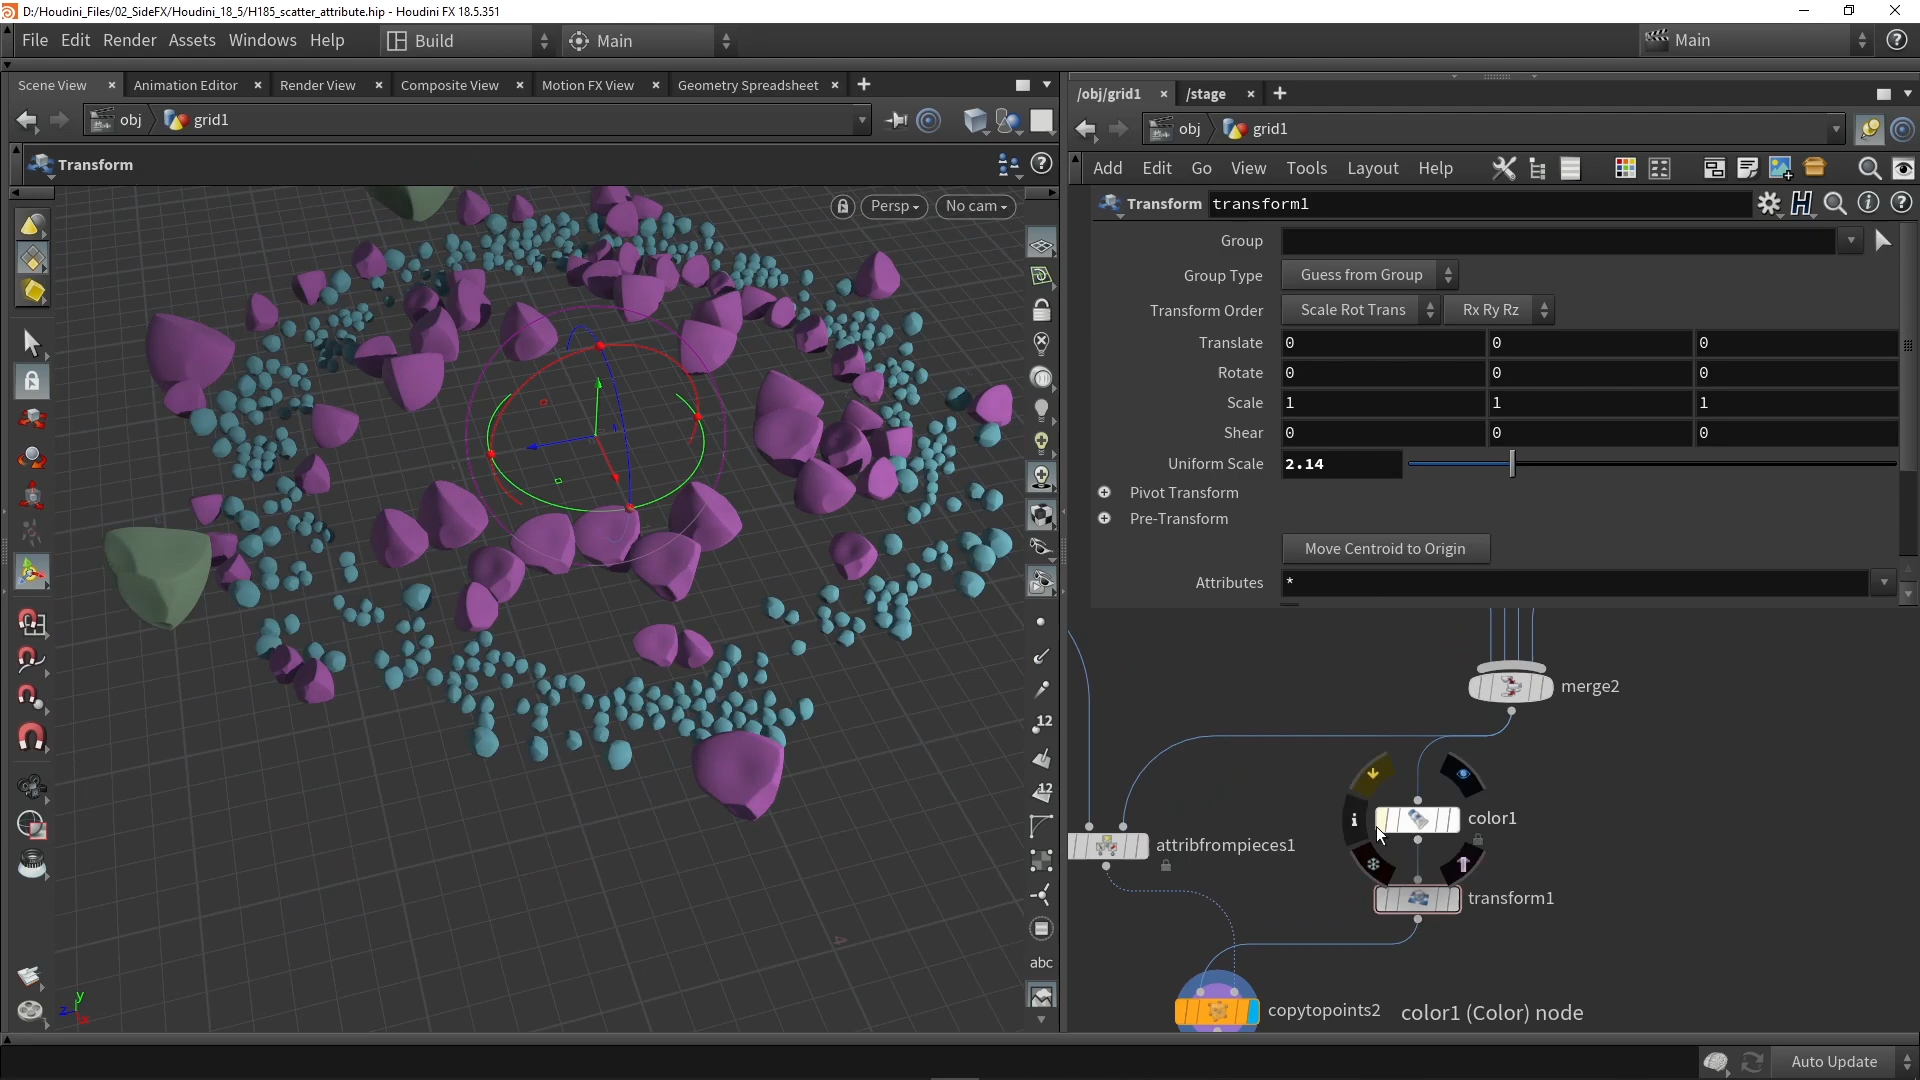 D:/Houdini_Files/02_SideFX/Houdini_18_5/H185_scatter_attribute.hip - Houdini FX 18.5.351
File Edit Render Assets Windows Help Build Main Main
Scene View Animation Editor Render View Composite View Motion FX View Geometry Spreadsheet
obj grid1
Transform
Persp No cam
12
12
abc
y
z
x
/obj/grid1 /stage
obj grid1
Add Edit Go View Tools Layout Help
Transform transform1
Group
Group Type Guess from Group
Transform Order Scale Rot Trans Rx Ry Rz
Translate 0 0 0
Rotate 0 0 0
Scale 1 1 1
Shear 0 0 0
Uniform Scale 2.14
Pivot Transform
Pre-Transform
Move Centroid to Origin
Attributes *
merge2
color1
attribfrompieces1
transform1
copytopoints2 color1 (Color) node
Auto Update